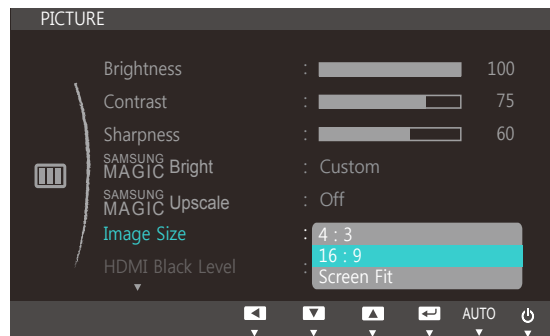 PICTURE
Brightness : 100
Contrast : 75
Sharpness : 60
SAMSUNG
MAGIC Bright : Custom
SAMSUNG
MAGIC Upscale : Off
Image Size : 4 : 3
16 : 9
HDMI Black Level : Screen Fit
AUTO